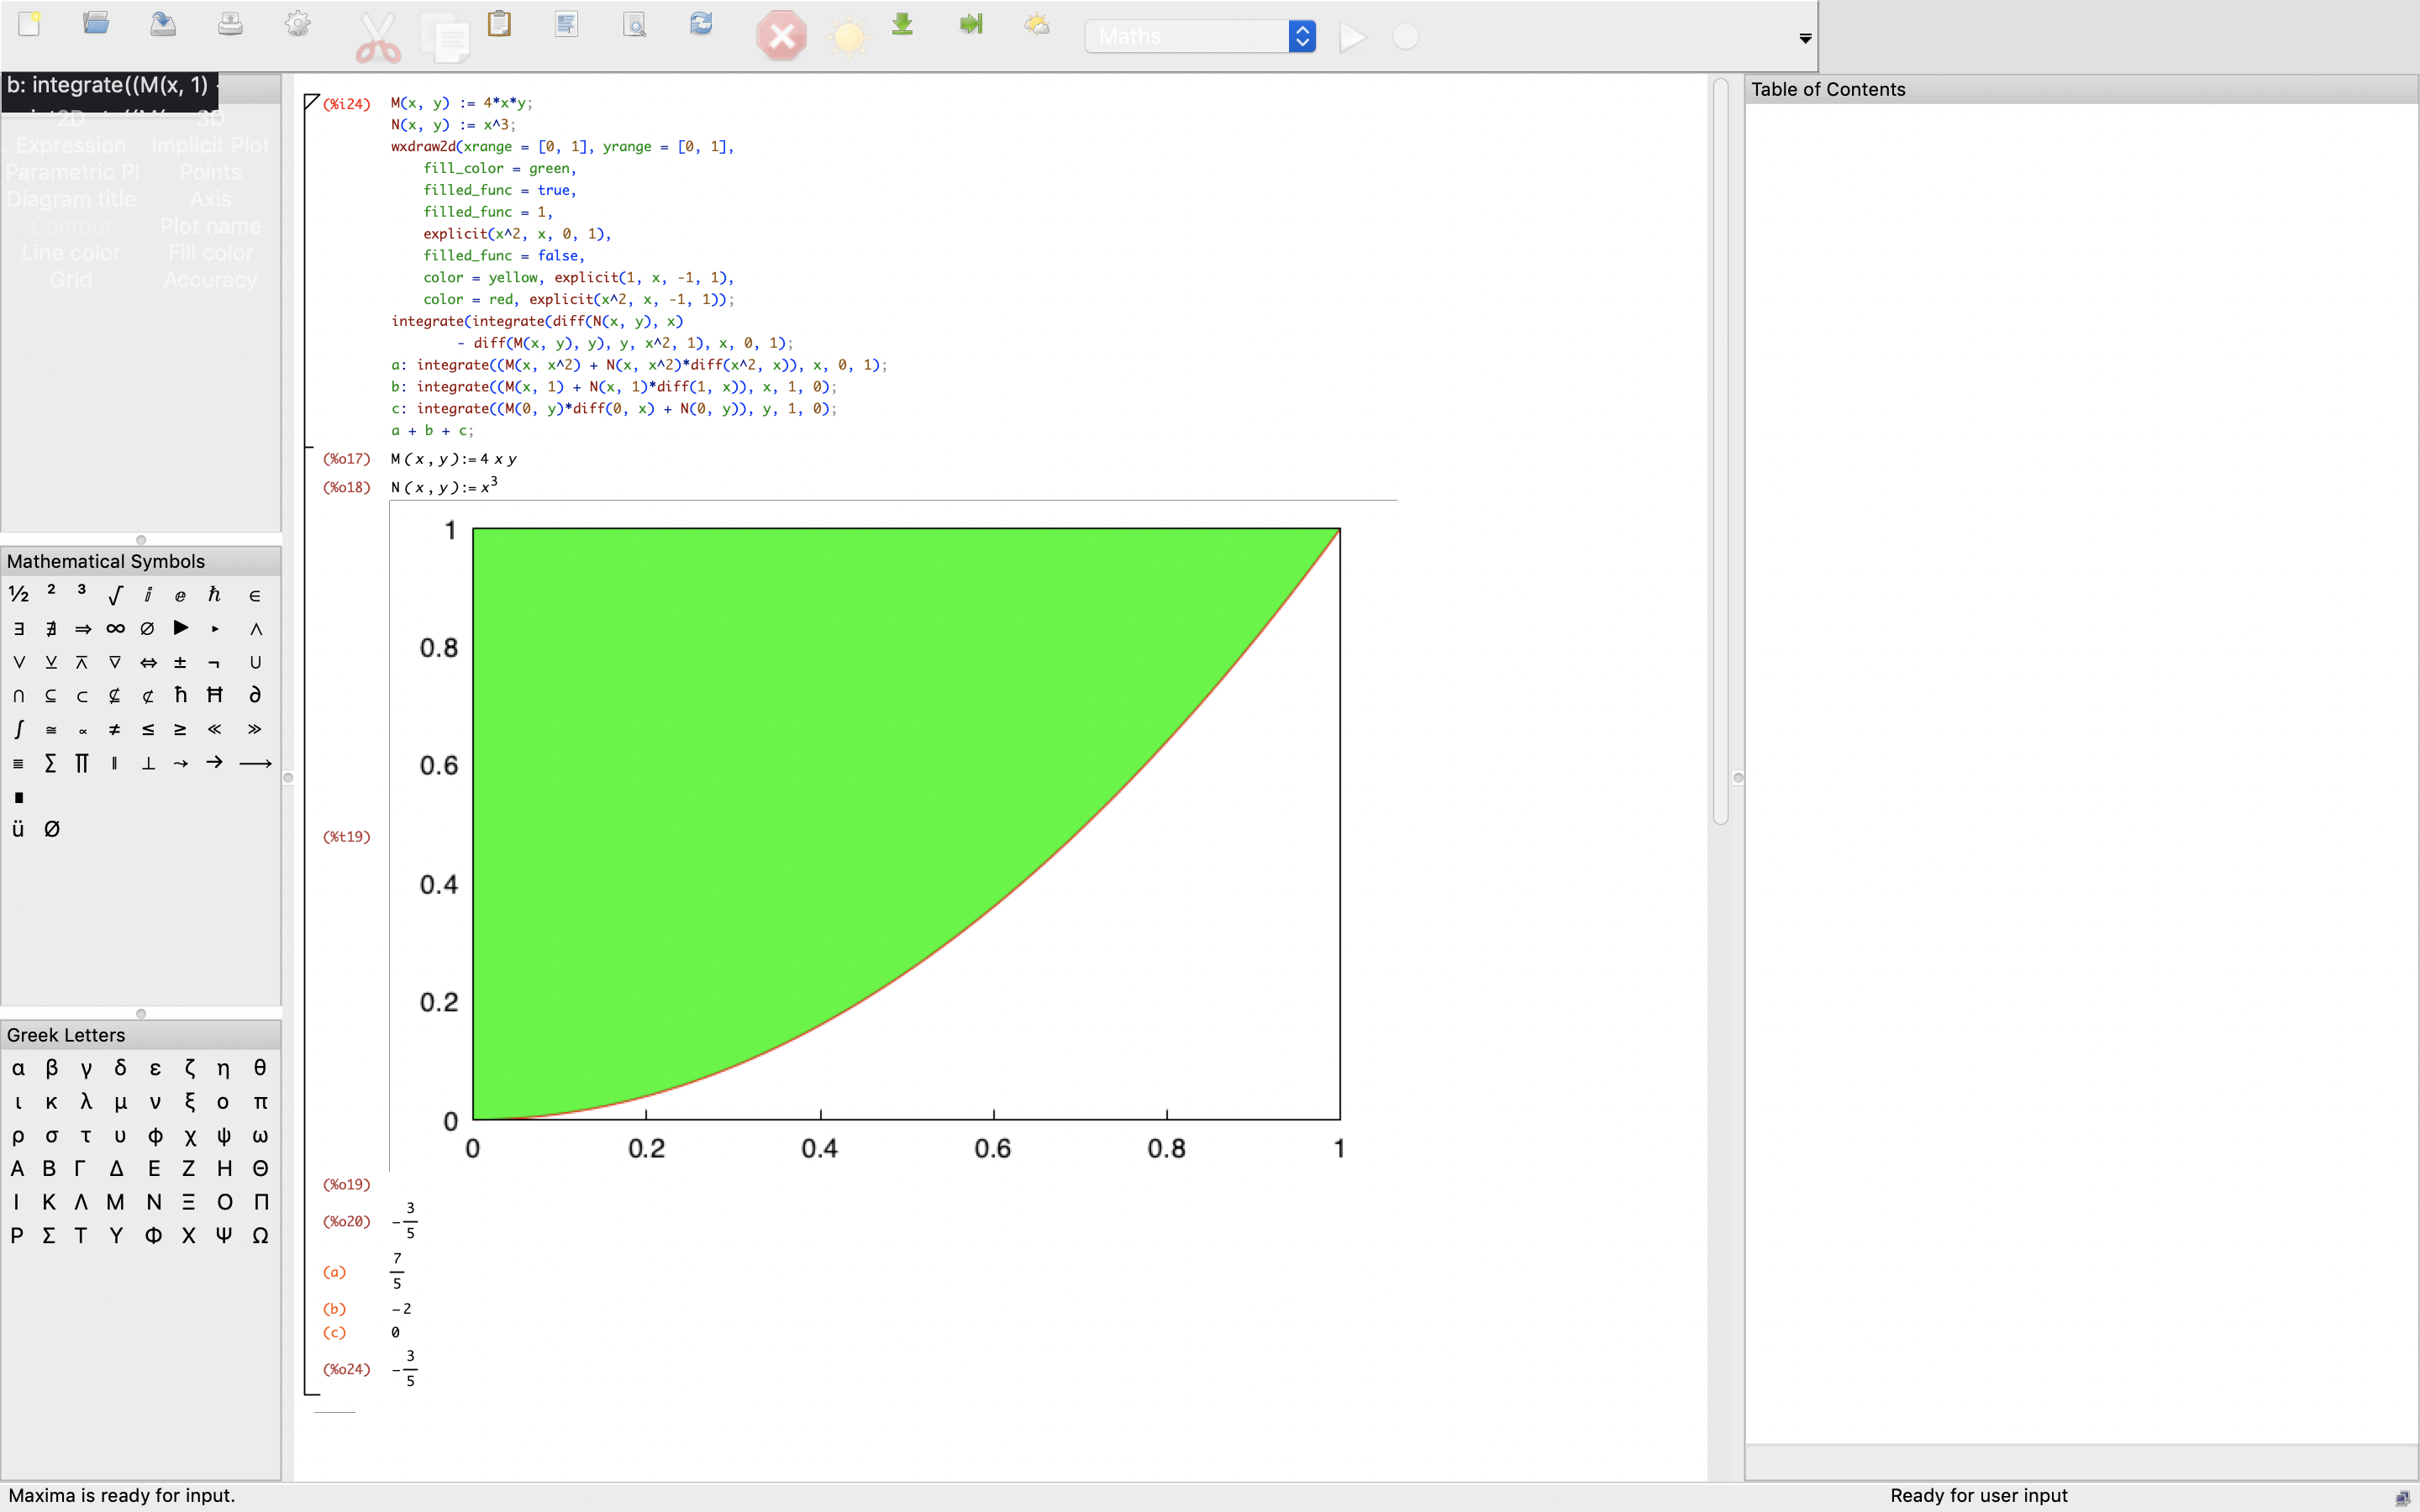 Maths
b: integrate((M(x, 1)
2D 3D
Expression Implicit Plot
Parametric Pl Points
Diagram title Axis
Contour Plot name
Line color Fill color
Grid Accuracy
Mathematical Symbols
½ ² ³ √ ⅈ ⅇ ℏ ∈
∃ ∄ ⇒ ∞ ∅ ▶ ‣ ∧
∨ ⊻ ⊼ ⊽ ⇔ ± ¬ ∪
∩ ⊆ ⊂ ⊈ ⊄ ħ Ħ ∂
∫ ≅ ∝ ≠ ≤ ≥ ≪ ≫
≣ ∑ ∏ ∥ ⟂ ⤳ → ⟶
∎
ü Ø
Greek Letters
α β γ δ ε ζ η θ
ι κ λ μ ν ξ ο π
ρ σ τ υ φ χ ψ ω
Α Β Γ Δ Ε Ζ Η Θ
Ι Κ Λ Μ Ν Ξ Ο Π
Ρ Σ Τ Υ Φ Χ Ψ Ω
(%i24) M(x, y) := 4*x*y;
N(x, y) := x^3;
wxdraw2d(xrange = [0, 1], yrange = [0, 1],
fill_color = green,
filled_func = true,
filled_func = 1,
explicit(x^2, x, 0, 1),
filled_func = false,
color = yellow, explicit(1, x, -1, 1),
color = red, explicit(x^2, x, -1, 1));
integrate(integrate(diff(N(x, y), x)
- diff(M(x, y), y), y, x^2, 1), x, 0, 1);
a: integrate((M(x, x^2) + N(x, x^2)*diff(x^2, x)), x, 0, 1);
b: integrate((M(x, 1) + N(x, 1)*diff(1, x)), x, 1, 0);
c: integrate((M(0, y)*diff(0, x) + N(0, y)), y, 1, 0);
a + b + c;
(%o17) M(x,y):=4 x y
(%o18) N(x,y):=x³
(%t19)
1
0.8
0.6
0.4
0.2
0
0 0.2 0.4 0.6 0.8 1
(%o19)
(%o20) -3/5
(a) 7/5
(b) -2
(c) 0
(%o24) -3/5
Table of Contents
Maxima is ready for input.
Ready for user input